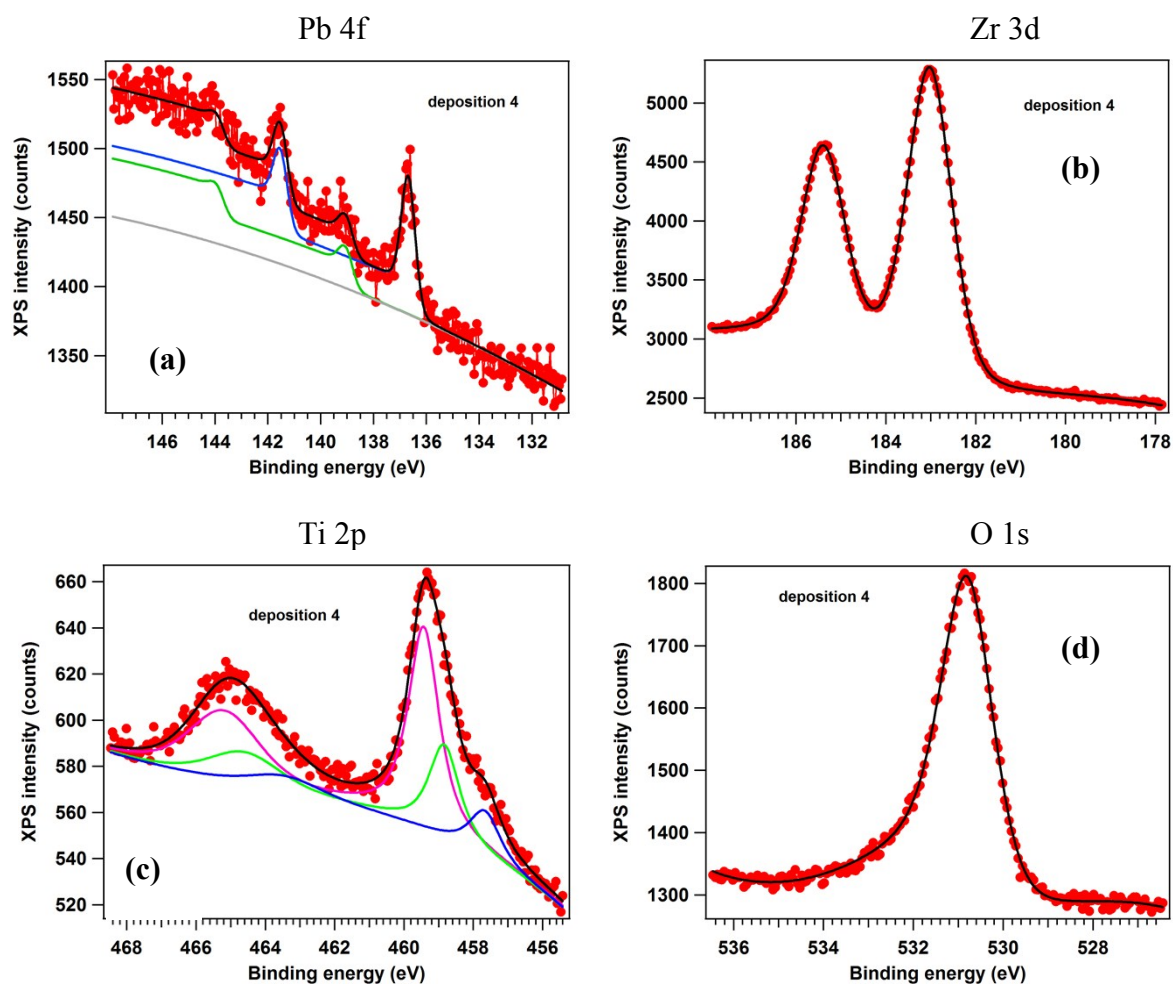 Pb 4f
Zr 3d
XPS intensity (counts)
1550
1500
1450
1400
1350
deposition 4
(a)
146 144 142 140 138 136 134 132
Binding energy (eV)
XPS intensity (counts)
5000
4500
4000
3500
3000
2500
deposition 4
(b)
186 184 182 180 178
Binding energy (eV)
Ti 2p
O 1s
XPS intensity (counts)
660
640
620
600
580
560
540
520
deposition 4
(c)
468 466 464 462 460 458 456
Binding energy (eV)
XPS intensity (counts)
1800
1700
1600
1500
1400
1300
deposition 4
(d)
536 534 532 530 528
Binding energy (eV)